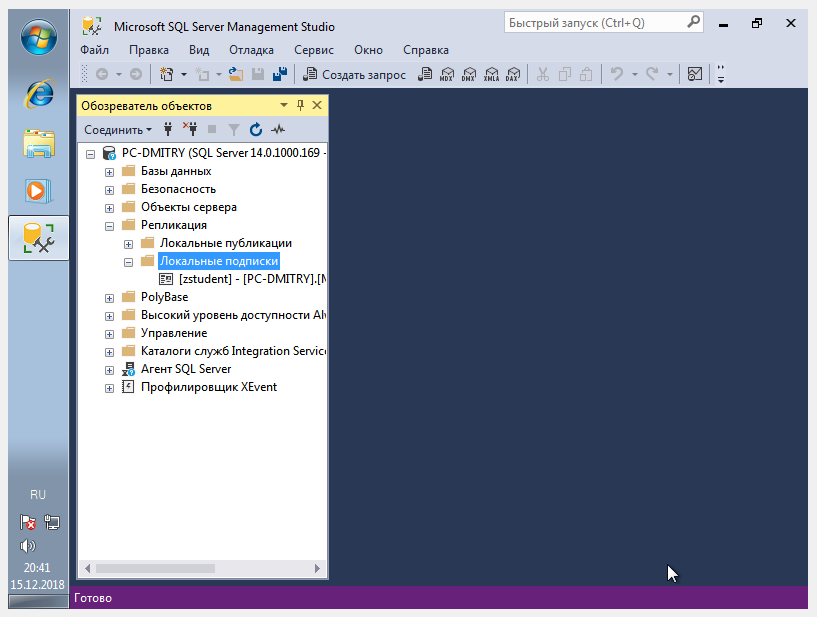 Microsoft SQL Server Management Studio
Быстрый запуск (Ctrl+Q)
Файл Правка Вид Отладка Сервис Окно Справка
Создать запрос MDX DMX XMLA DAX
Обозреватель объектов
Соединить
PC-DMITRY (SQL Server 14.0.1000.169 -
Базы данных
Безопасность
Объекты сервера
Репликация
Локальные публикации
Локальные подписки
[zstudent] - [PC-DMITRY].[M
PolyBase
Высокий уровень доступности Alw
Управление
Каталоги служб Integration Service
Агент SQL Server
Профилировщик XEvent
RU
20:41
15.12.2018
Готово